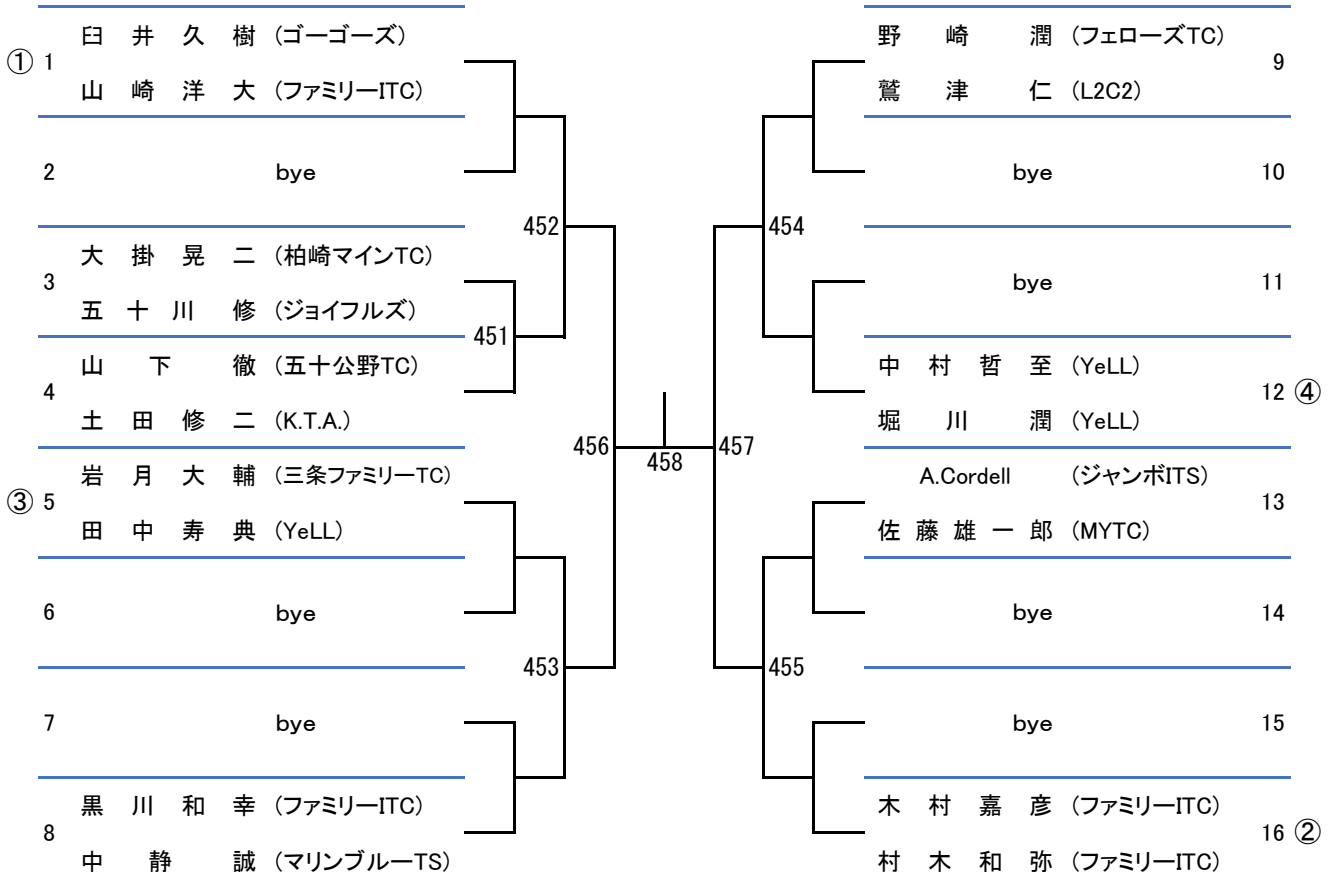 ① 1 臼井久樹 (ゴーゴーズ)
山崎洋大 (ファミリーITC)
2 bye
452
3 大掛晃二 (柏崎マインTC)
五十川修 (ジョイフルズ)
451
4 山下徹 (五十公野TC)
土田修二 (K.T.A.)
456
③ 5 岩月大輔 (三条ファミリーTC)
田中寿典 (YeLL)
6 bye
453
7 bye
8 黒川和幸 (ファミリーITC)
中静誠 (マリンブルーTS)
458
野崎潤 (フェローズTC) 9
鷲津仁 (L2C2)
bye 10
454
bye 11
中村哲至 (YeLL) 12 ④
堀川潤 (YeLL)
457
A.Cordell (ジャンボITS) 13
佐藤雄一郎 (MYTC)
bye 14
455
bye 15
木村嘉彦 (ファミリーITC) 16 ②
村木和弥 (ファミリーITC)